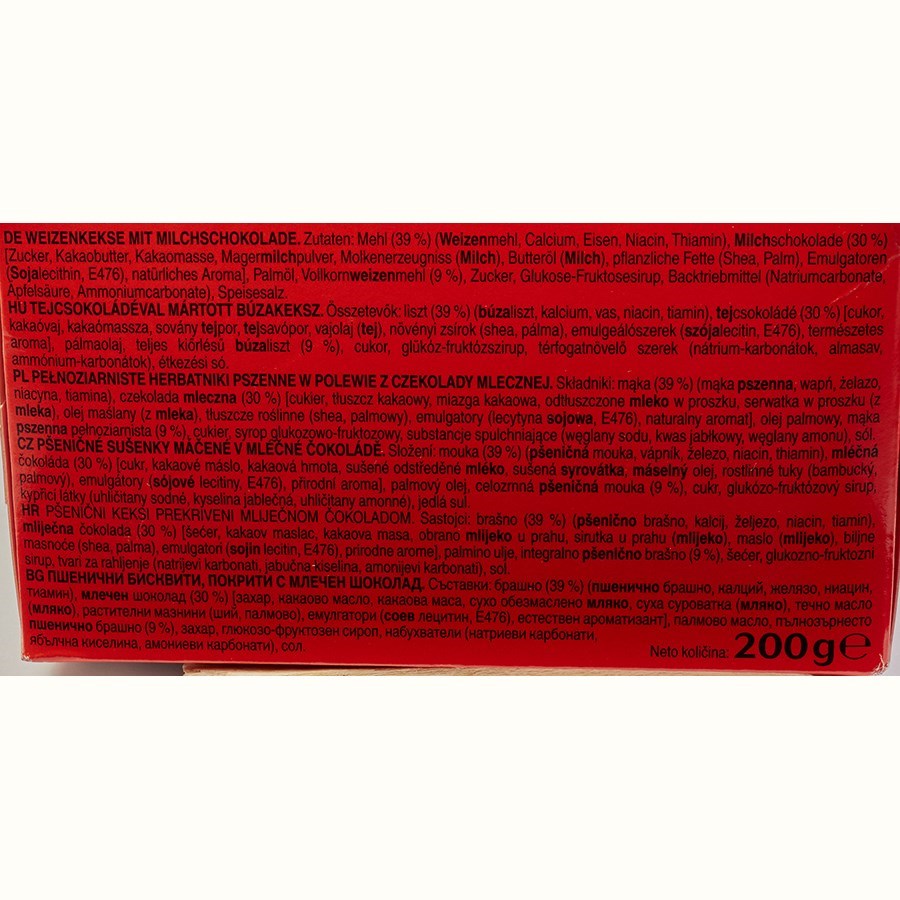 DE WEIZENKEKSE MIT MILCHSCHOKOLADE. Zutaten: Mehl (39 %) (Weizenmehl, Calcium, Eisen, Niacin, Thiamin), Milchschokolade (30 %)
[Zucker, Kakaobutter, Kakaomasse, Magermilchpulver, Molkenerzeugniss (Milch), Butteröl (Milch), pflanzliche Fette (Shea, Palm), Emulgatoren
(Sojalecithin, E476), natürliches Aroma], Palmöl, Vollkornweizenmehl (9 %), Zucker, Glukose-Fruktosesirup, Backtriebmittel (Natriumcarbonate,
Äpfelsäure, Ammoniumcarbonate), Speisesalz.
HU TEJCSOKOLÁDÉVAL MÁRTOTT BÚZAKEKSZ. Összetevők: liszt (39 %) (búzaliszt, kalcium, vas, niacin, tiamin), tejcsokoládé (30 %) [cukor,
kakaóvaj, kakaómassza, sovány tejpor, tejsavópor, vajolaj (tej), növényi zsírok (shea, pálma), emulgeálószerek (szójalecitin, E476), természetes
aroma], pálmaolaj, teljes kiőrlésű búzaliszt (9 %), cukor, glükóz-fruktózszirup, térfogatnövelő szerek (nátrium-karbonátok, almasav,
ammónium-karbonátok), étkezési só.
PL PEŁNOZIARNISTE HERBATNIKI PSZENNE W POLEWIE Z CZEKOLADY MLECZNEJ. Składniki: mąka (39 %) (mąka pszenna, wapń, żelazo,
niacyna, tiamina), czekolada mleczna (30 %) [cukier, tłuszcz kakaowy, miazga kakaowa, odtłuszczone mleko w proszku, serwatka w proszku (z
mleka), olej maślany (z mleka), tłuszcze roślinne (shea, palmowy), emulgatory (lecytyna sojowa, E476), naturalny aromat], olej palmowy, mąka
pszenna pełnoziarnista (9 %), cukier, syrop glukozowo-fruktozowy, substancje spulchniające (węglany sodu, kwas jabłkowy, węglany amonu), sól.
CZ PŠENIČNÉ SUŠENKY MÁČENÉ V MLÉČNÉ ČOKOLÁDĚ. Složení: mouka (39 %) (pšeničná mouka, vápník, železo, niacin, thiamin), mléčná
čokoláda (30 %) [cukr, kakaové máslo, kakaová hmota, sušené odstředěné mléko, sušená syrovátka, máselný olej, rostlinné tuky (bambucký,
palmový), emulgátory (sójové lecitiny, E476), přírodní aroma], palmový olej, celozrnná pšeničná mouka (9 %), cukr, glukózo-fruktózový sirup,
kypřicí látky (uhličitany sodné, kyselina jablečná, uhličitany amonné), jedlá sůl.
HR PŠENIČNI KEKSI PREKRIVENI MLIJEČNOM ČOKOLADOM. Sastojci: brašno (39 %) (pšenično brašno, kalcij, željezo, niacin, tiamin),
mliječna čokolada (30 %) [šećer, kakaov maslac, kakaova masa, obrano mlijeko u prahu, sirutka u prahu (mlijeko), maslo (mlijeko), biljne
masnoće (shea, palma), emulgatori (sojin lecitin, E476), prirodne arome], palmino ulje, integralno pšenično brašno (9 %), šećer, glukozno-fruktozni
sirup, tvari za rahljenje (natrijevi karbonati, jabučna kiselina, amonijevi karbonati), sol.
BG ПШЕНИЧНИ БИСКВИТИ, ПОКРИТИ С МЛЕЧЕН ШОКОЛАД. Съставки: брашно (39 %) (пшенично брашно, калций, желязо, ниацин,
тиамин), млечен шоколад (30 %) [захар, какаово масло, какаова маса, сухо обезмаслено мляко, суха суроватка (мляко), течно масло
(мляко), растителни мазнини (ший, палмово), емулгатори (соев лецитин, E476), естествен ароматизант], палмово масло, пълнозърнесто
пшенично брашно (9 %), захар, глюкозо-фруктозен сироп, набухватели (натриеви карбонати,
ябълчна киселина, амониеви карбонати), сол.
Neto količina: 200 g ℮